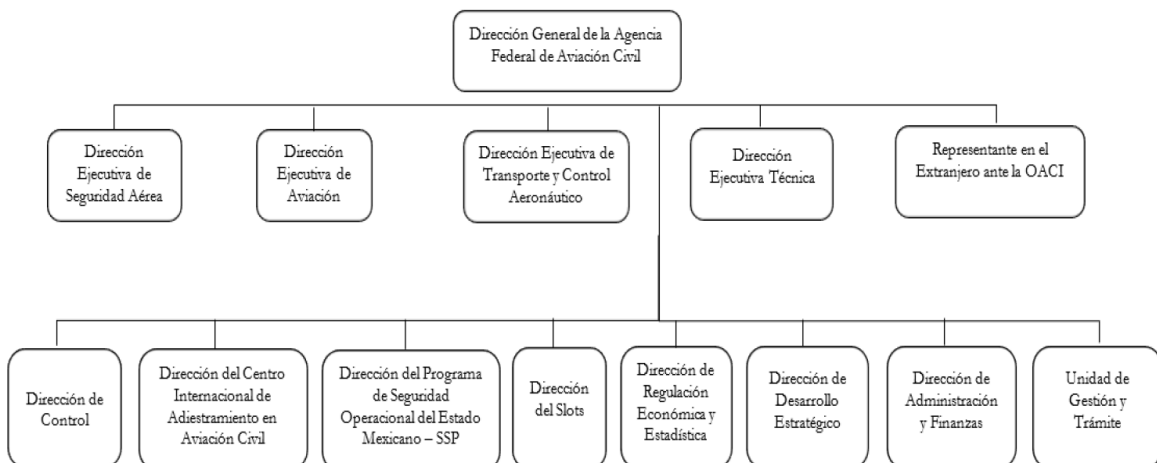 Dirección General de la Agencia
Federal de Aviación Civil
Dirección
Ejecutiva de
Seguridad Aérea
Dirección
Ejecutiva de
Aviación
Dirección Ejecutiva de
Transporte y Control
Aeronáutico
Dirección
Ejecutiva Técnica
Representante en el
Extranjero ante la OACI
Dirección de
Control
Dirección del Centro
Internacional de
Adiestramiento en
Aviación Civil
Dirección del Programa
de Seguridad
Operacional del Estado
Mexicano – SSP
Dirección
del Slots
Dirección de
Regulación
Económica y
Estadística
Dirección de
Desarrollo
Estratégico
Dirección de
Administración
y Finanzas
Unidad de
Gestión y
Trámite